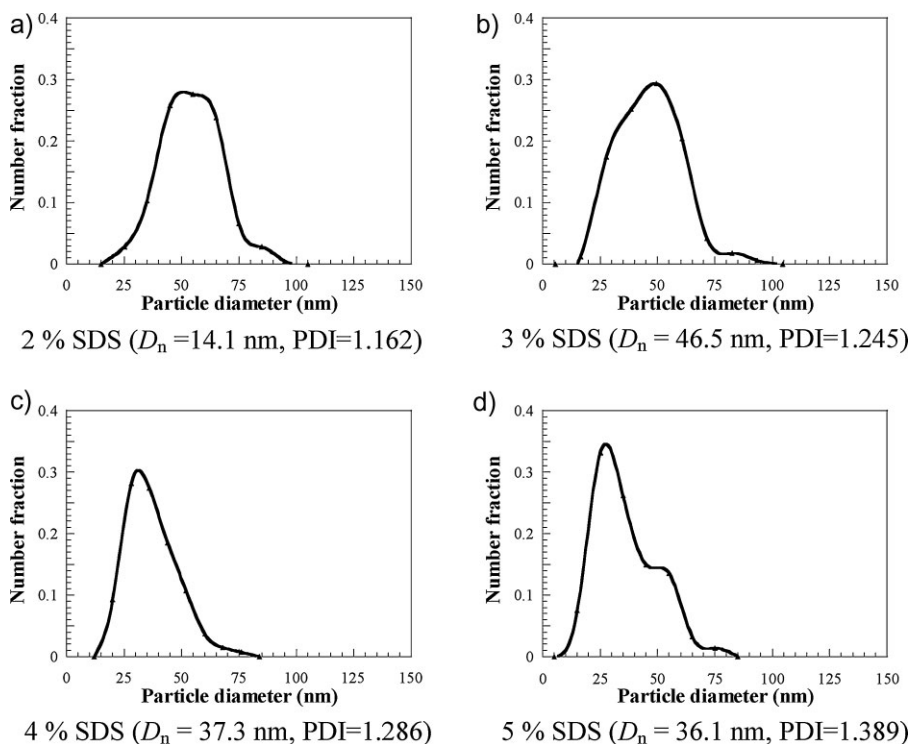 a)
0.4
0.3
0.2
0.1
0
Number fraction
0 25 50 75 100 125 150
Particle diameter (nm)
2 % SDS (Dn =14.1 nm, PDI=1.162)
b)
0.4
0.3
0.2
0.1
0
Number fraction
0 25 50 75 100 125 150
Particle diameter (nm)
3 % SDS (Dn = 46.5 nm, PDI=1.245)
c)
0.4
0.3
0.2
0.1
0
Number fraction
0 25 50 75 100 125 150
Particle diameter (nm)
4 % SDS (Dn = 37.3 nm, PDI=1.286)
d)
0.4
0.3
0.2
0.1
0
Number fraction
0 25 50 75 100 125 150
Particle diameter (nm)
5 % SDS (Dn = 36.1 nm, PDI=1.389)